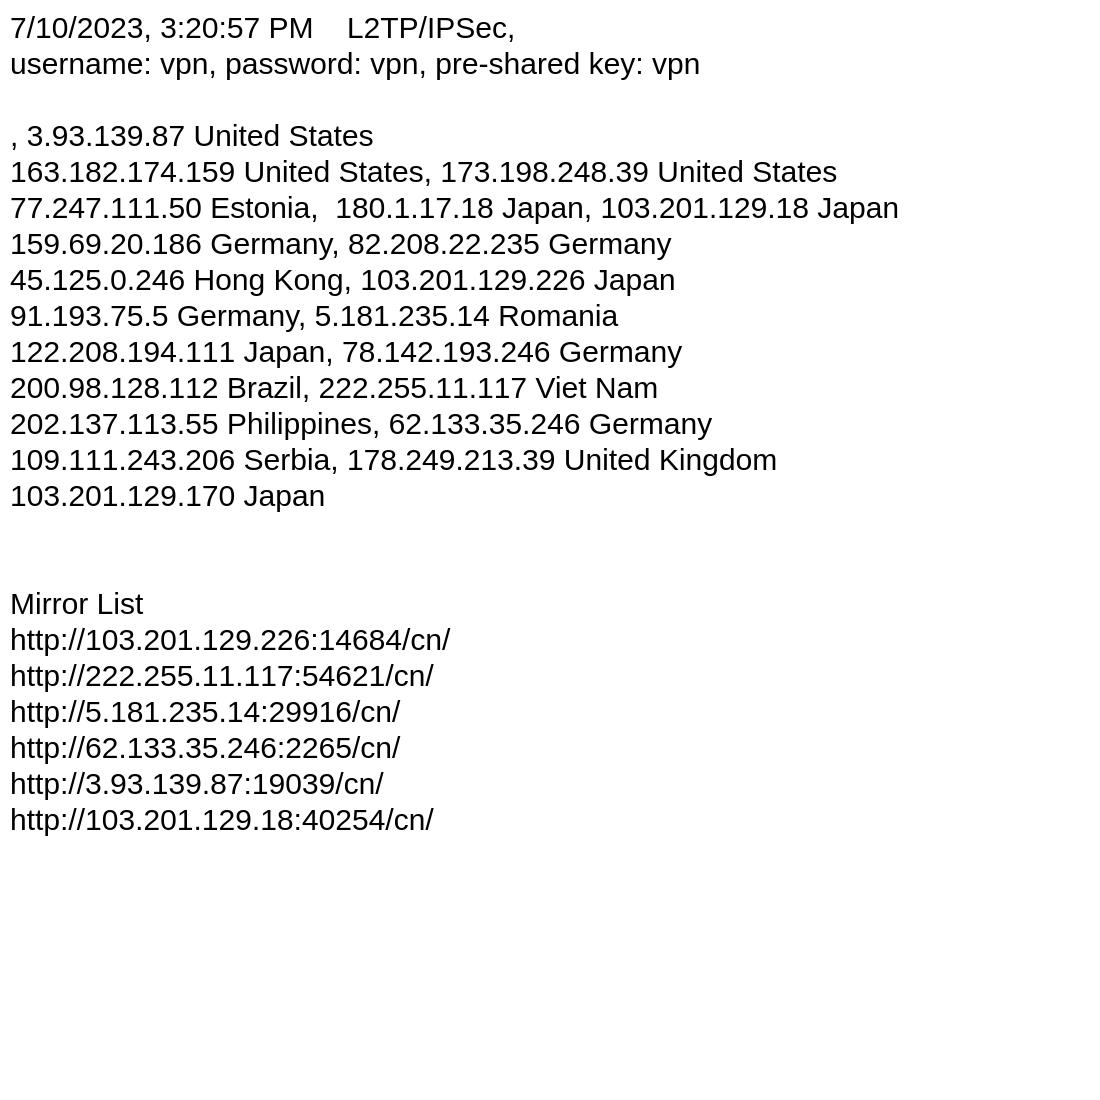 7/10/2023, 3:20:57 PM    L2TP/IPSec,
username: vpn, password: vpn, pre-shared key: vpn
, 3.93.139.87 United States
163.182.174.159 United States, 173.198.248.39 United States
77.247.111.50 Estonia,  180.1.17.18 Japan, 103.201.129.18 Japan
159.69.20.186 Germany, 82.208.22.235 Germany
45.125.0.246 Hong Kong, 103.201.129.226 Japan
91.193.75.5 Germany, 5.181.235.14 Romania
122.208.194.111 Japan, 78.142.193.246 Germany
200.98.128.112 Brazil, 222.255.11.117 Viet Nam
202.137.113.55 Philippines, 62.133.35.246 Germany
109.111.243.206 Serbia, 178.249.213.39 United Kingdom
103.201.129.170 Japan
Mirror List
http://103.201.129.226:14684/cn/
http://222.255.11.117:54621/cn/
http://5.181.235.14:29916/cn/
http://62.133.35.246:2265/cn/
http://3.93.139.87:19039/cn/
http://103.201.129.18:40254/cn/